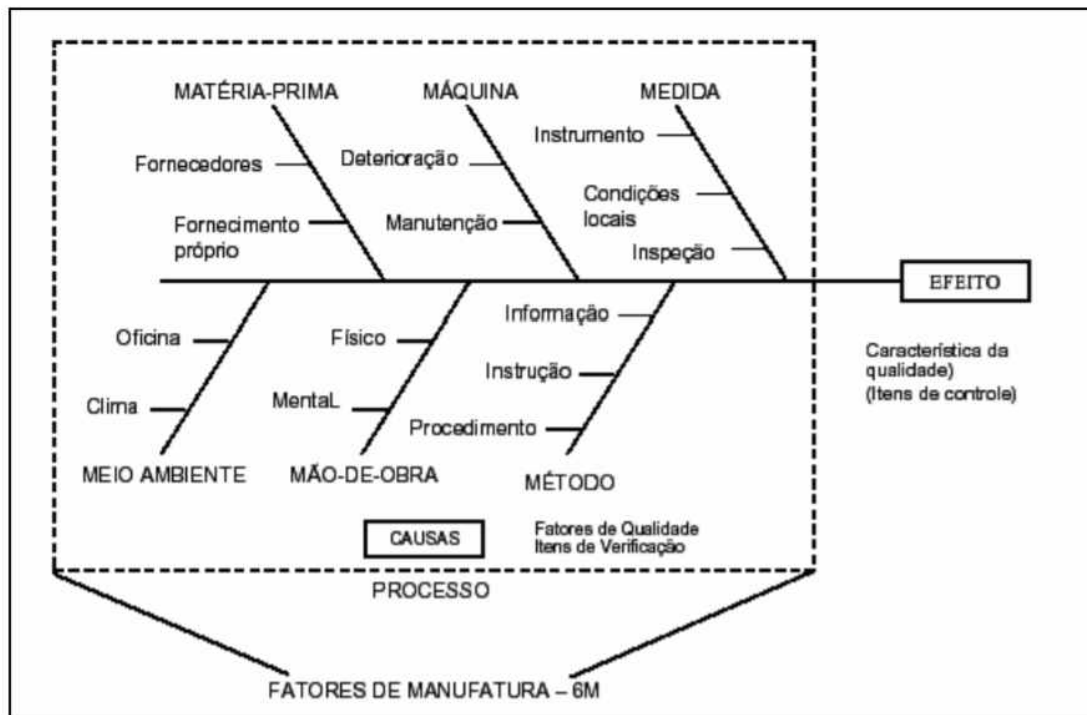 MATÉRIA-PRIMA
MÁQUINA
MEDIDA
Fornecedores
Fornecimento
próprio
Deterioração
Manutenção
Instrumento
Condições
locais
Inspeção
EFEITO
Característica da
qualidade)
(Itens de controle)
Oficina
Clima
MEIO AMBIENTE
Físico
MentaL
MÃO-DE-OBRA
Informação
Instrução
Procedimento
MÉTODO
CAUSAS
Fatores de Qualidade
Itens de Verificação
PROCESSO
FATORES DE MANUFATURA – 6M